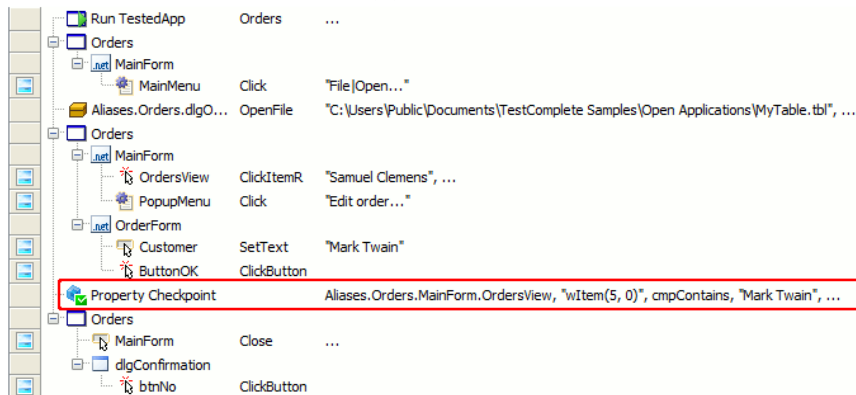 Run TestedApp Orders ...
Orders
.net MainForm
MainMenu Click "File|Open..."
Aliases.Orders.dlgO... OpenFile "C:\Users\Public\Documents\TestComplete Samples\Open Applications\MyTable.tbl", ...
Orders
.net MainForm
OrdersView ClickItemR "Samuel Clemens", ...
PopupMenu Click "Edit order..."
.net OrderForm
Customer SetText "Mark Twain"
ButtonOK ClickButton
Property Checkpoint Aliases.Orders.MainForm.OrdersView, "wItem(5, 0)", cmpContains, "Mark Twain", ...
Orders
MainForm Close ...
dlgConfirmation
btnNo ClickButton